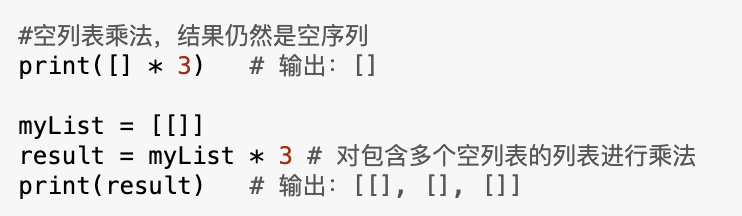 #空列表乘法，结果仍然是空序列
print([] * 3)   # 输出：[]

myList = [[]]
result = myList * 3 # 对包含多个空列表的列表进行乘法
print(result)   # 输出：[[], [], []]